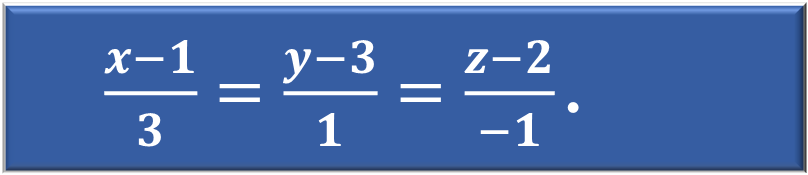 x−1/3 = y−3/1 = z−2/−1.